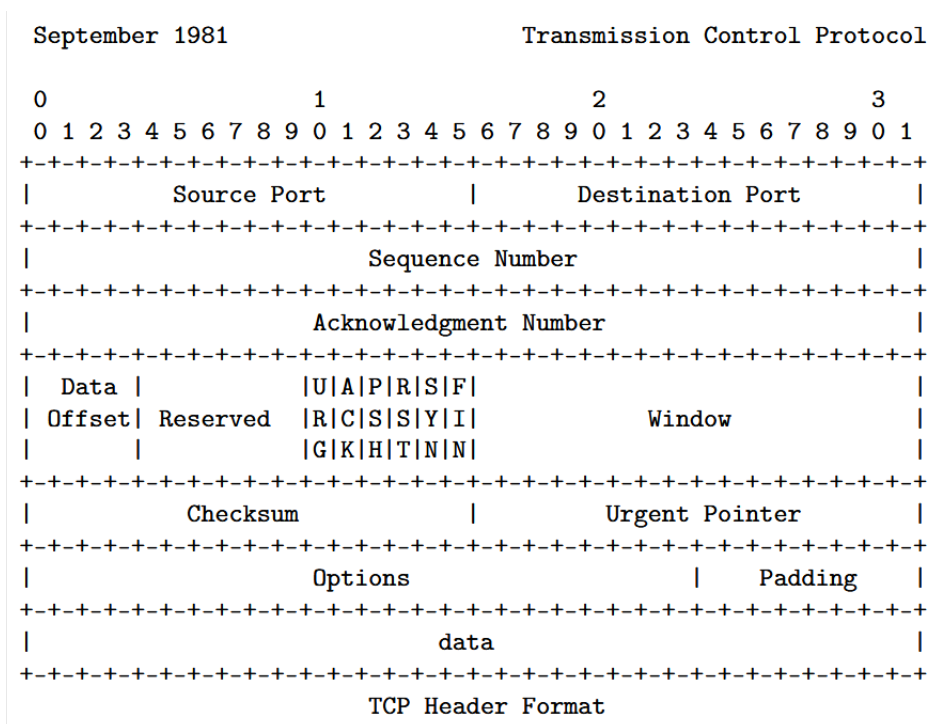 September 1981 Transmission Control Protocol
0 1 2 3
0 1 2 3 4 5 6 7 8 9 0 1 2 3 4 5 6 7 8 9 0 1 2 3 4 5 6 7 8 9 0 1
+-+-+-+-+-+-+-+-+-+-+-+-+-+-+-+-+-+-+-+-+-+-+-+-+-+-+-+-+-+-+-+-+
| Source Port | Destination Port |
+-+-+-+-+-+-+-+-+-+-+-+-+-+-+-+-+-+-+-+-+-+-+-+-+-+-+-+-+-+-+-+-+
| Sequence Number |
+-+-+-+-+-+-+-+-+-+-+-+-+-+-+-+-+-+-+-+-+-+-+-+-+-+-+-+-+-+-+-+-+
| Acknowledgment Number |
+-+-+-+-+-+-+-+-+-+-+-+-+-+-+-+-+-+-+-+-+-+-+-+-+-+-+-+-+-+-+-+-+
| Data | |U|A|P|R|S|F| |
| Offset| Reserved |R|C|S|S|Y|I| Window |
| | |G|K|H|T|N|N| |
+-+-+-+-+-+-+-+-+-+-+-+-+-+-+-+-+-+-+-+-+-+-+-+-+-+-+-+-+-+-+-+-+
| Checksum | Urgent Pointer |
+-+-+-+-+-+-+-+-+-+-+-+-+-+-+-+-+-+-+-+-+-+-+-+-+-+-+-+-+-+-+-+-+
| Options | Padding |
+-+-+-+-+-+-+-+-+-+-+-+-+-+-+-+-+-+-+-+-+-+-+-+-+-+-+-+-+-+-+-+-+
| data |
+-+-+-+-+-+-+-+-+-+-+-+-+-+-+-+-+-+-+-+-+-+-+-+-+-+-+-+-+-+-+-+-+
TCP Header Format